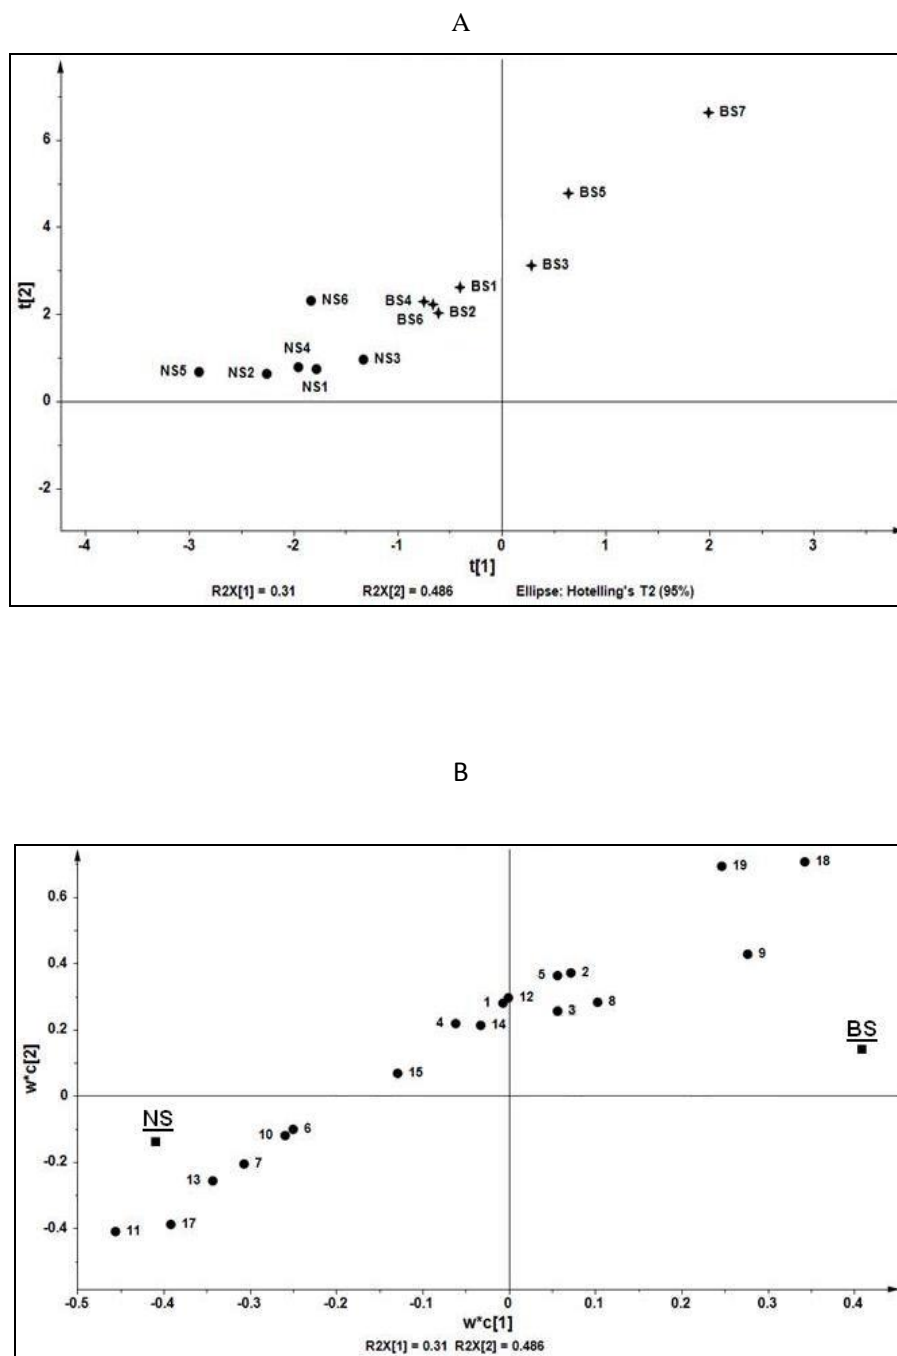 A
6
4
2
0
-2
t[2]
BS7
BS5
BS3
BS1
BS4
BS6
BS2
NS6
NS4
NS3
NS5
NS2
NS1
-4 -3 -2 -1 0 1 2 3
t[1]
R2X[1] = 0.31 R2X[2] = 0.486 Ellipse: Hotelling's T2 (95%)
B
0.6
0.4
0.2
0
-0.2
-0.4
w*c[2]
19 18
9
5 2
1 12 3 8
4 14
BS
15
NS
10 6
13 7
11 17
-0.5 -0.4 -0.3 -0.2 -0.1 0 0.1 0.2 0.3 0.4
w*c[1]
R2X[1] = 0.31 R2X[2] = 0.486